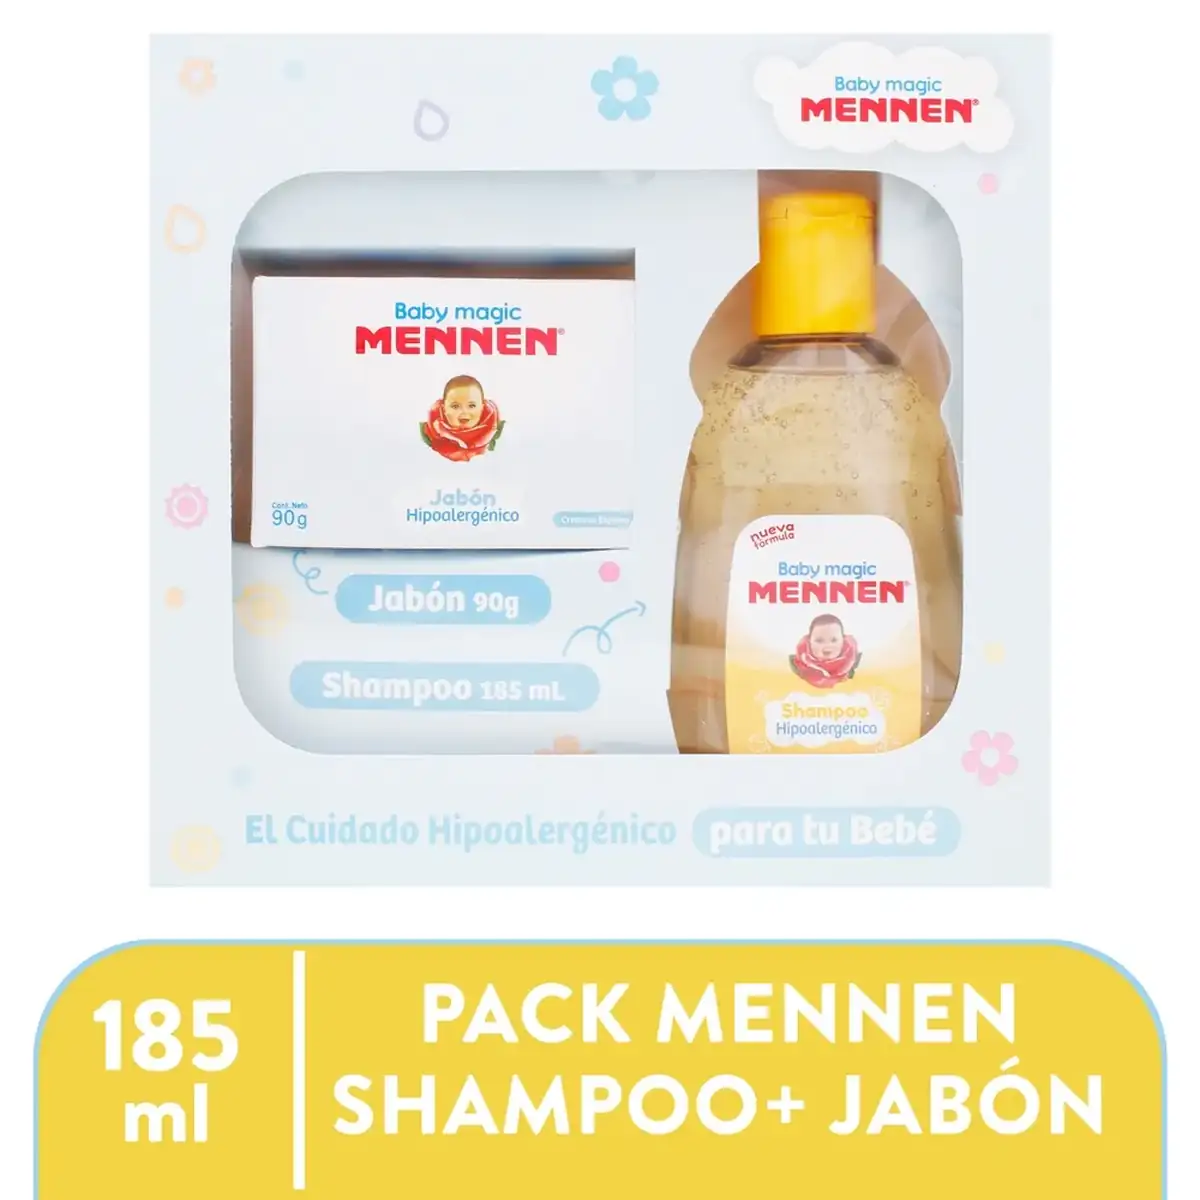 Baby magic
MENNEN®
Baby magic
MENNEN®
Jabón
Hipoalergénico
Cont. Neto
90g
Jabón 90g
Shampoo 185 mL
nueva
fórmula
Baby magic
MENNEN®
Shampoo
Hipoalergénico
El Cuidado Hipoalergénico para tu Bebé
185
ml
PACK MENNEN
SHAMPOO+ JABÓN